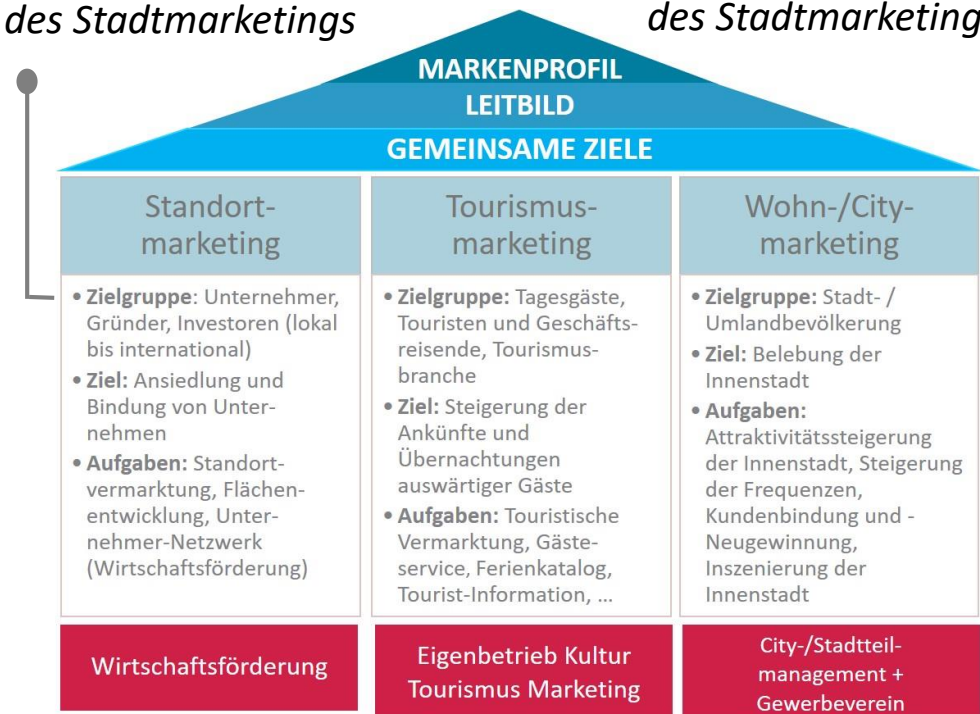 des Stadtmarketings
des Stadtmarketing
MARKENPROFIL
LEITBILD
GEMEINSAME ZIELE
Standort-
marketing
• Zielgruppe: Unternehmer,
Gründer, Investoren (lokal
bis international)
• Ziel: Ansiedlung und
Bindung von Unter-
nehmen
• Aufgaben: Standort-
vermarktung, Flächen-
entwicklung, Unter-
nehmer-Netzwerk
(Wirtschaftsförderung)
Wirtschaftsförderung
Tourismus-
marketing
• Zielgruppe: Tagesgäste,
Touristen und Geschäfts-
reisende, Tourismus-
branche
• Ziel: Steigerung der
Ankünfte und
Übernachtungen
auswärtiger Gäste
• Aufgaben: Touristische
Vermarktung, Gäste-
service, Ferienkatalog,
Tourist-Information, ...
Eigenbetrieb Kultur
Tourismus Marketing
Wohn-/City-
marketing
• Zielgruppe: Stadt- /
Umlandbevölkerung
• Ziel: Belebung der
Innenstadt
• Aufgaben:
Attraktivitätssteigerung
der Innenstadt, Steigerung
der Frequenzen,
Kundenbindung und -
Neugewinnung,
Inszenierung der
Innenstadt
City-/Stadtteil-
management +
Gewerbeverein